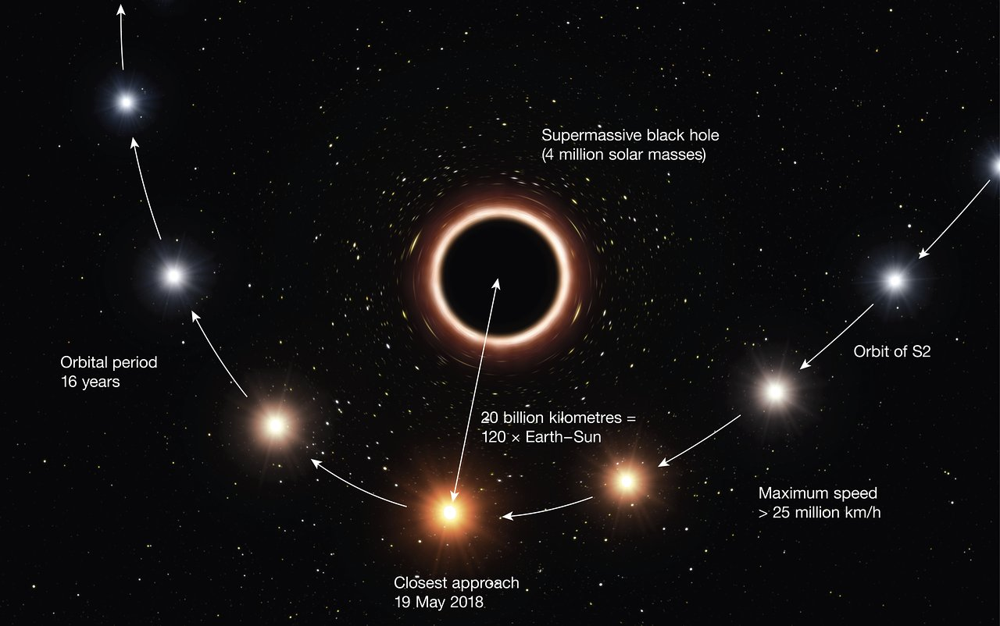 Supermassive black hole
(4 million solar masses)
Orbit of S2
Orbital period
16 years
20 billion kilometres =
120 × Earth–Sun
Maximum speed
> 25 million km/h
Closest approach
19 May 2018